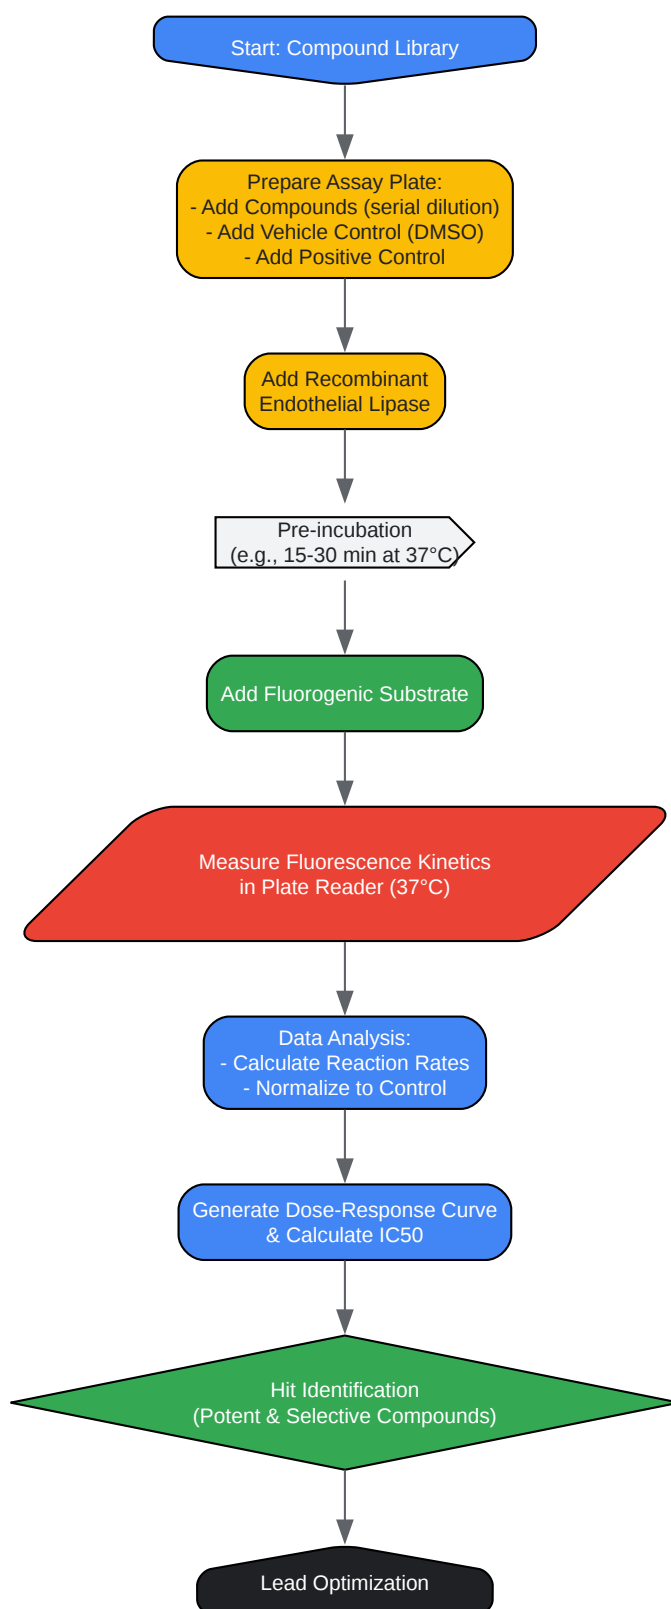 Start: Compound Library
Prepare Assay Plate:
- Add Compounds (serial dilution)
- Add Vehicle Control (DMSO)
- Add Positive Control
Add Recombinant
Endothelial Lipase
Pre-incubation
(e.g., 15-30 min at 37°C)
Add Fluorogenic Substrate
Measure Fluorescence Kinetics
in Plate Reader (37°C)
Data Analysis:
- Calculate Reaction Rates
- Normalize to Control
Generate Dose-Response Curve
& Calculate IC50
Hit Identification
(Potent & Selective Compounds)
Lead Optimization